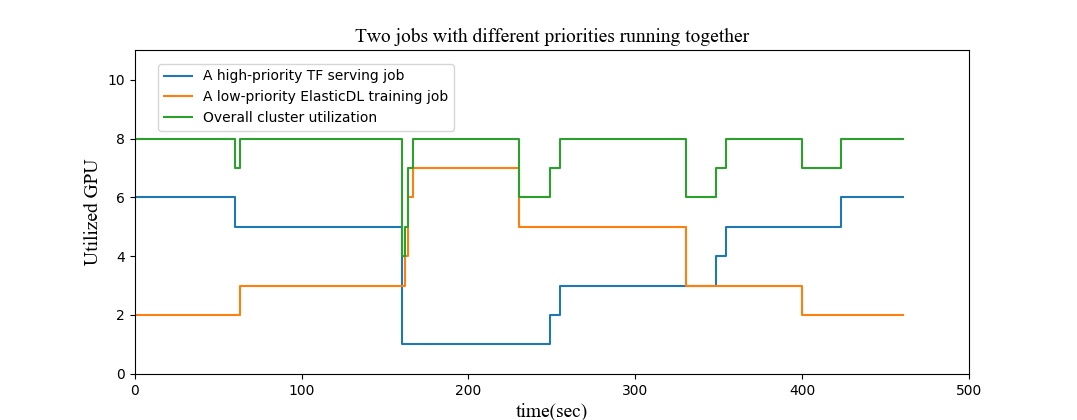 Two jobs with different priorities running together
A high-priority TF serving job
A low-priority ElasticDL training job
Overall cluster utilization
Utilized GPU
10
8
6
4
2
0
0 100 200 300 400 500
time(sec)